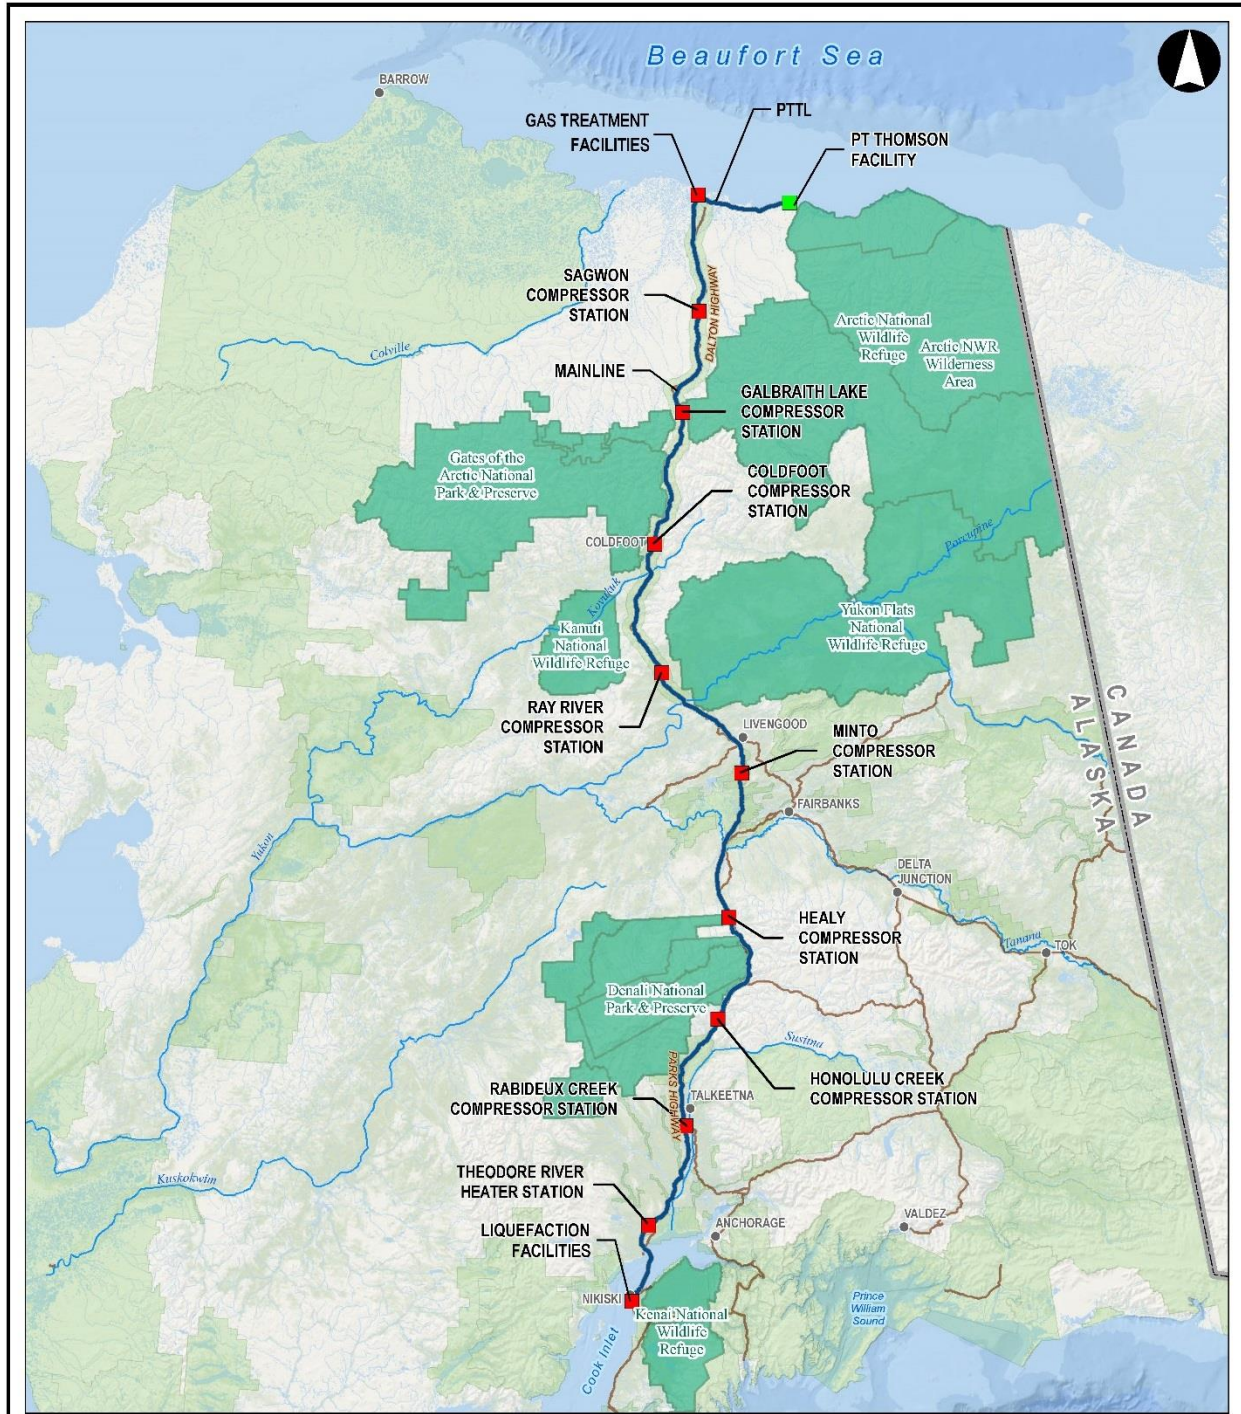 Beaufort Sea
BARROW
PTTL
GAS TREATMENT
FACILITIES
PT THOMSON
FACILITY
SAGWON
COMPRESSOR
STATION
DALTON HIGHWAY
Arctic National
Wildlife
Refuge
Arctic NWR
Wilderness
Area
Colville
MAINLINE
GALBRAITH LAKE
COMPRESSOR
STATION
Gates of the
Arctic National
Park & Preserve
COLDFOOT
COMPRESSOR
STATION
COLDFOOT
Porcupine
Koyukuk
Yukon Flats
National
Wildlife Refuge
Kanuti
National
Wildlife Refuge
RAY RIVER
COMPRESSOR
STATION
LIVENGOOD
MINTO
COMPRESSOR
STATION
CANADA
ALASKA
FAIRBANKS
Yukon
DELTA
JUNCTION
HEALY
COMPRESSOR
STATION
Tanana
TOK
Denali National
Park & Preserve
Susitna
HONOLULU CREEK
COMPRESSOR STATION
PARKS HIGHWAY
RABIDEUX CREEK
COMPRESSOR STATION
TALKEETNA
Kuskokwim
THEODORE RIVER
HEATER STATION
ANCHORAGE
VALDEZ
LIQUEFACTION
FACILITIES
NIKISKI
Prince
William
Sound
Kenai National
Wildlife
Refuge
Cook Inlet